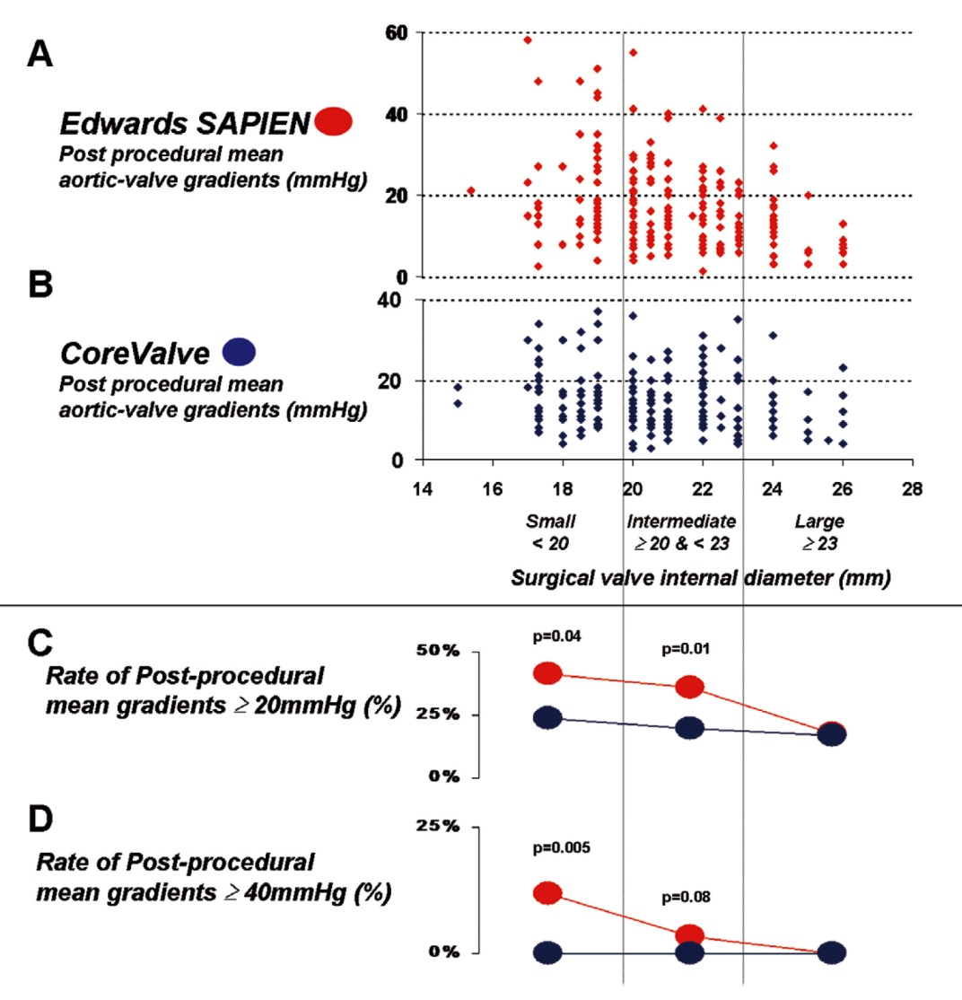 A
Edwards SAPIEN
Post procedural mean
aortic-valve gradients (mmHg)
60
40
20
0
B
CoreValve
Post procedural mean
aortic-valve gradients (mmHg)
40
20
0
14 16 18 20 22 24 26 28
Small Intermediate Large
< 20 ≥ 20 & < 23 ≥ 23
Surgical valve internal diameter (mm)
C
Rate of Post-procedural
mean gradients ≥ 20mmHg (%)
50%
25%
0%
p=0.04
p=0.01
D
Rate of Post-procedural
mean gradients ≥ 40mmHg (%)
25%
0%
p=0.005
p=0.08